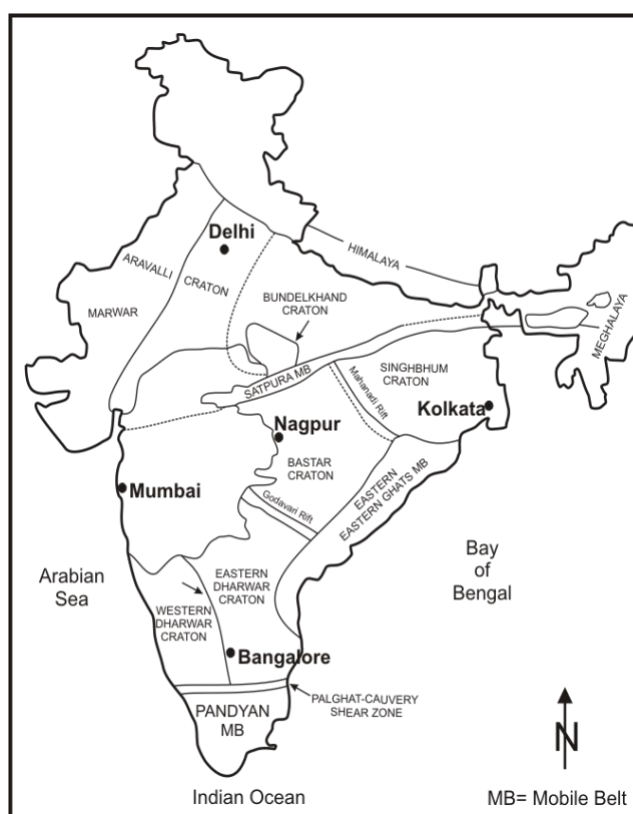 Delhi
HIMALAYA
ARAVALLI
CRATON
MARWAR
BUNDELKHAND
CRATON
MEGHALAYA
SATPURA MB
SINGHBHUM
CRATON
Mahanadi Rift
Kolkata
Nagpur
BASTAR
CRATON
EASTERN
EASTERN GHATS MB
Mumbai
Godavari Rift
Arabian
Sea
Bay
of
Bengal
EASTERN
DHARWAR
CRATON
WESTERN
DHARWAR
CRATON
Bangalore
PALGHAT-CAUVERY
SHEAR ZONE
PANDYAN
MB
N
Indian Ocean
MB= Mobile Belt